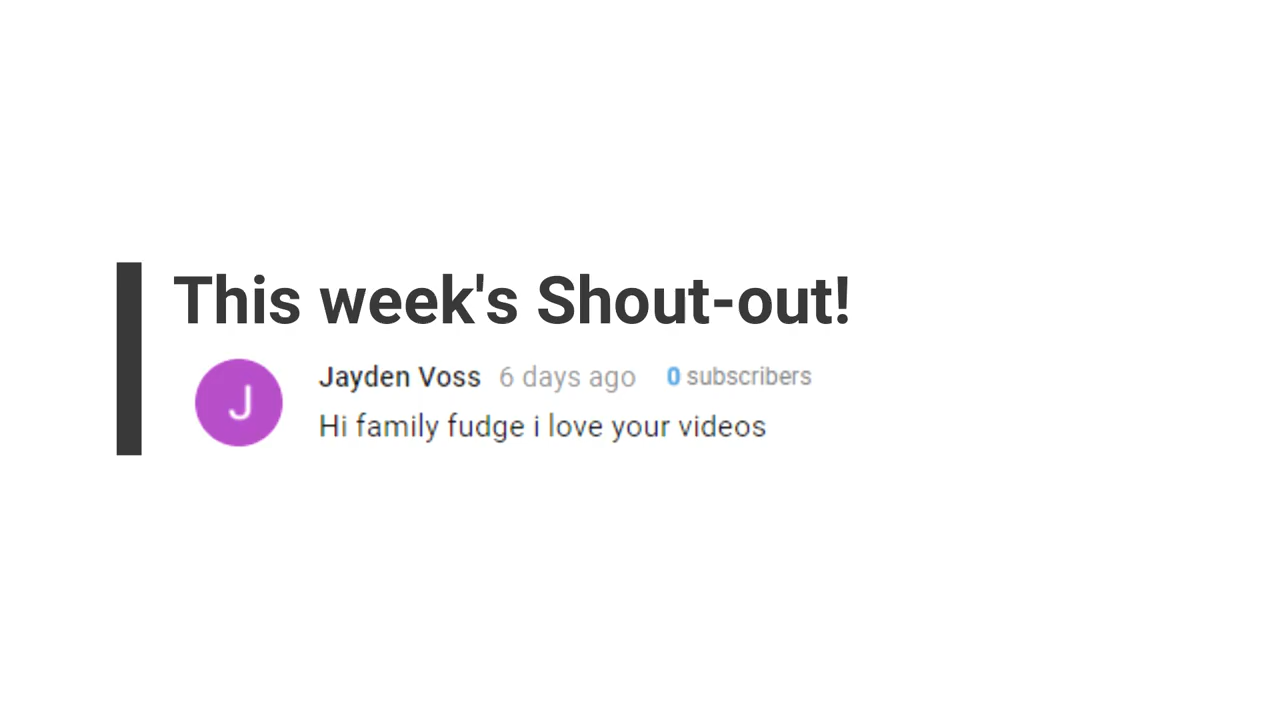 This week's Shout-out!
J
Jayden Voss 6 days ago 0 subscribers
Hi family fudge i love your videos